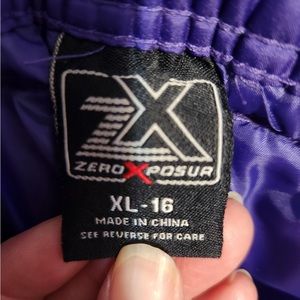 ZX
ZEROXPOSUR
XL-16
MADE IN CHINA
SEE REVERSE FOR CARE